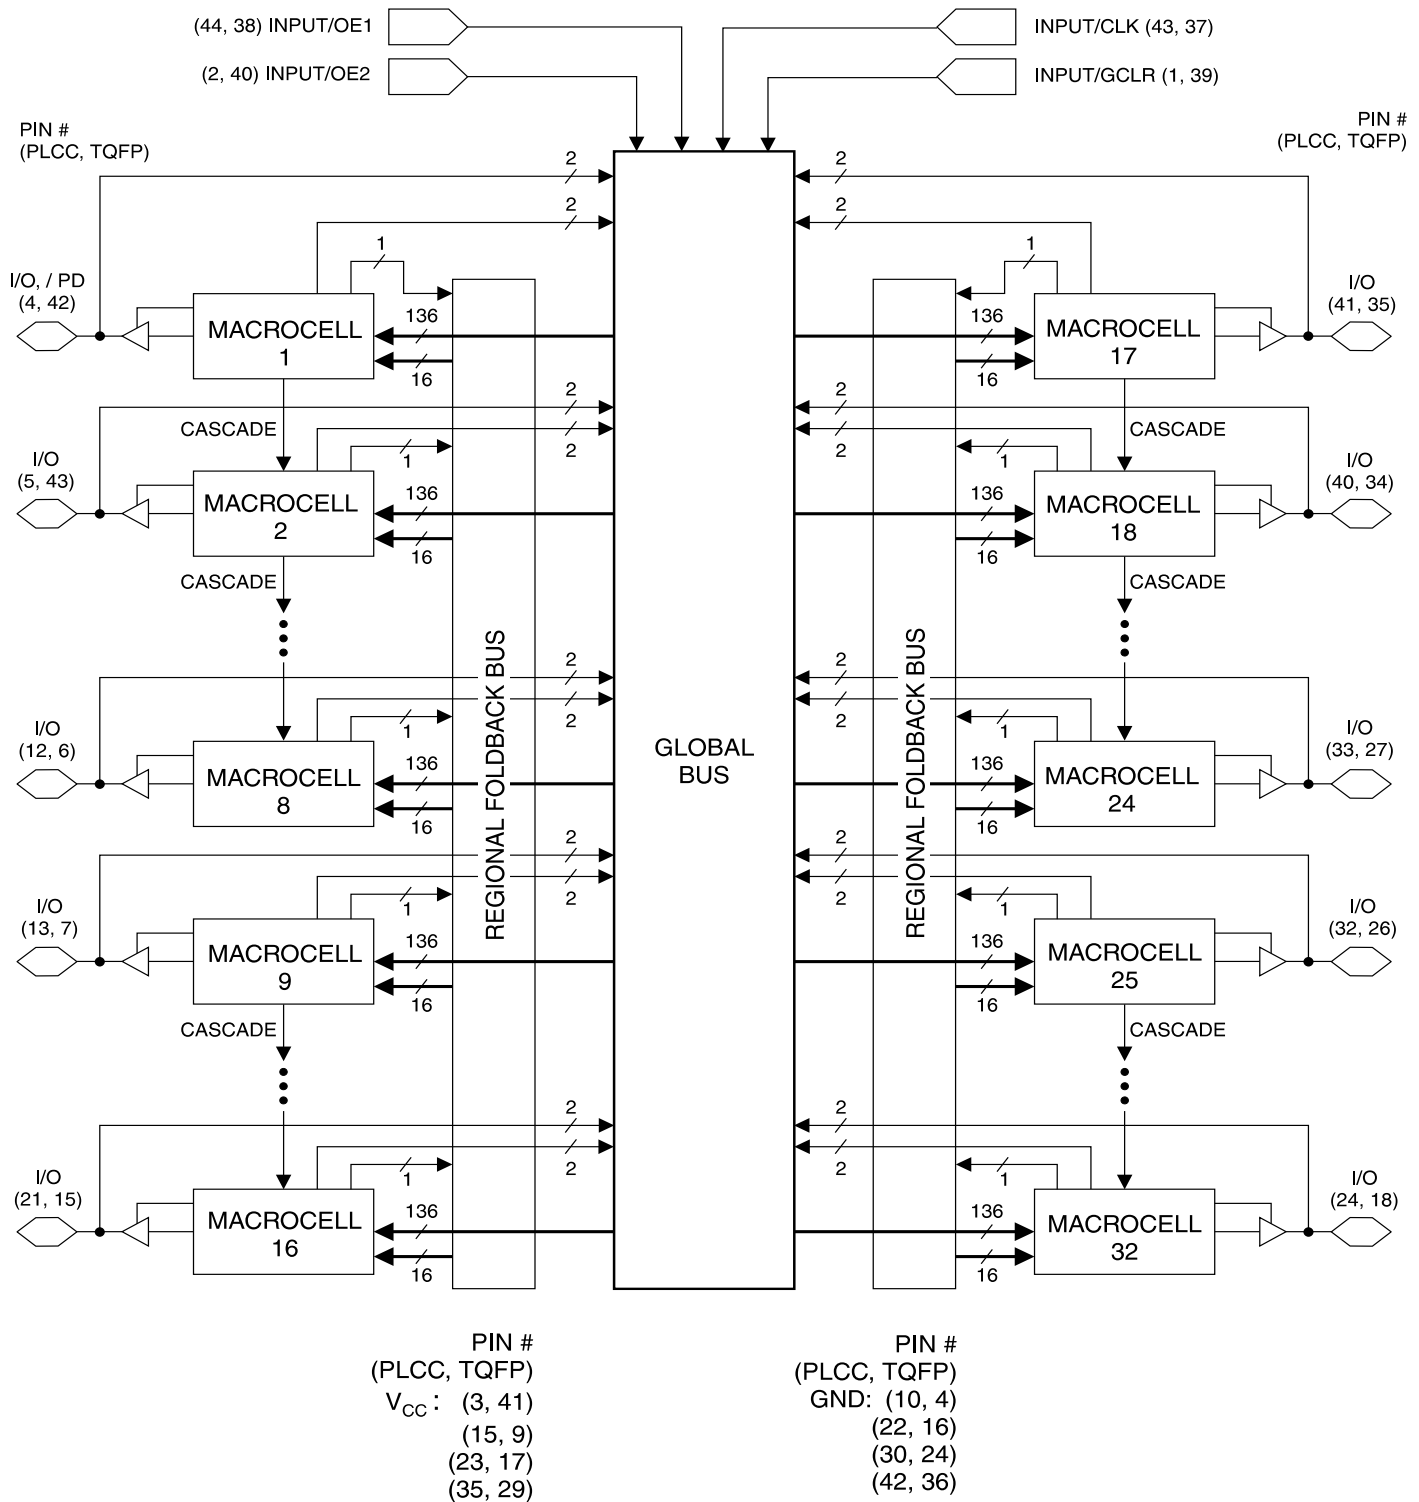 (44, 38) INPUT/OE1
INPUT/CLK (43, 37)
(2, 40) INPUT/OE2
INPUT/GCLR (1, 39)
PIN #
(PLCC, TQFP)
PIN #
(PLCC, TQFP)
2
2
2
2
1
1
I/O, / PD
(4, 42)
MACROCELL
1
136
16
136
16
MACROCELL
17
I/O
(41, 35)
2
2
CASCADE
2
1
2
1
CASCADE
I/O
(5, 43)
MACROCELL
2
136
16
136
16
MACROCELL
18
I/O
(40, 34)
CASCADE
CASCADE
REGIONAL FOLDBACK BUS
GLOBAL
BUS
REGIONAL FOLDBACK BUS
2
2
1
2
2
1
I/O
(12, 6)
MACROCELL
8
136
16
136
16
MACROCELL
24
I/O
(33, 27)
2
2
1
2
2
1
I/O
(13, 7)
MACROCELL
9
136
16
136
16
MACROCELL
25
I/O
(32, 26)
CASCADE
CASCADE
2
2
1
2
2
1
I/O
(21, 15)
MACROCELL
16
136
16
136
16
MACROCELL
32
I/O
(24, 18)
PIN #
(PLCC, TQFP)
VCC : (3, 41)
(15, 9)
(23, 17)
(35, 29)
PIN #
(PLCC, TQFP)
GND: (10, 4)
(22, 16)
(30, 24)
(42, 36)